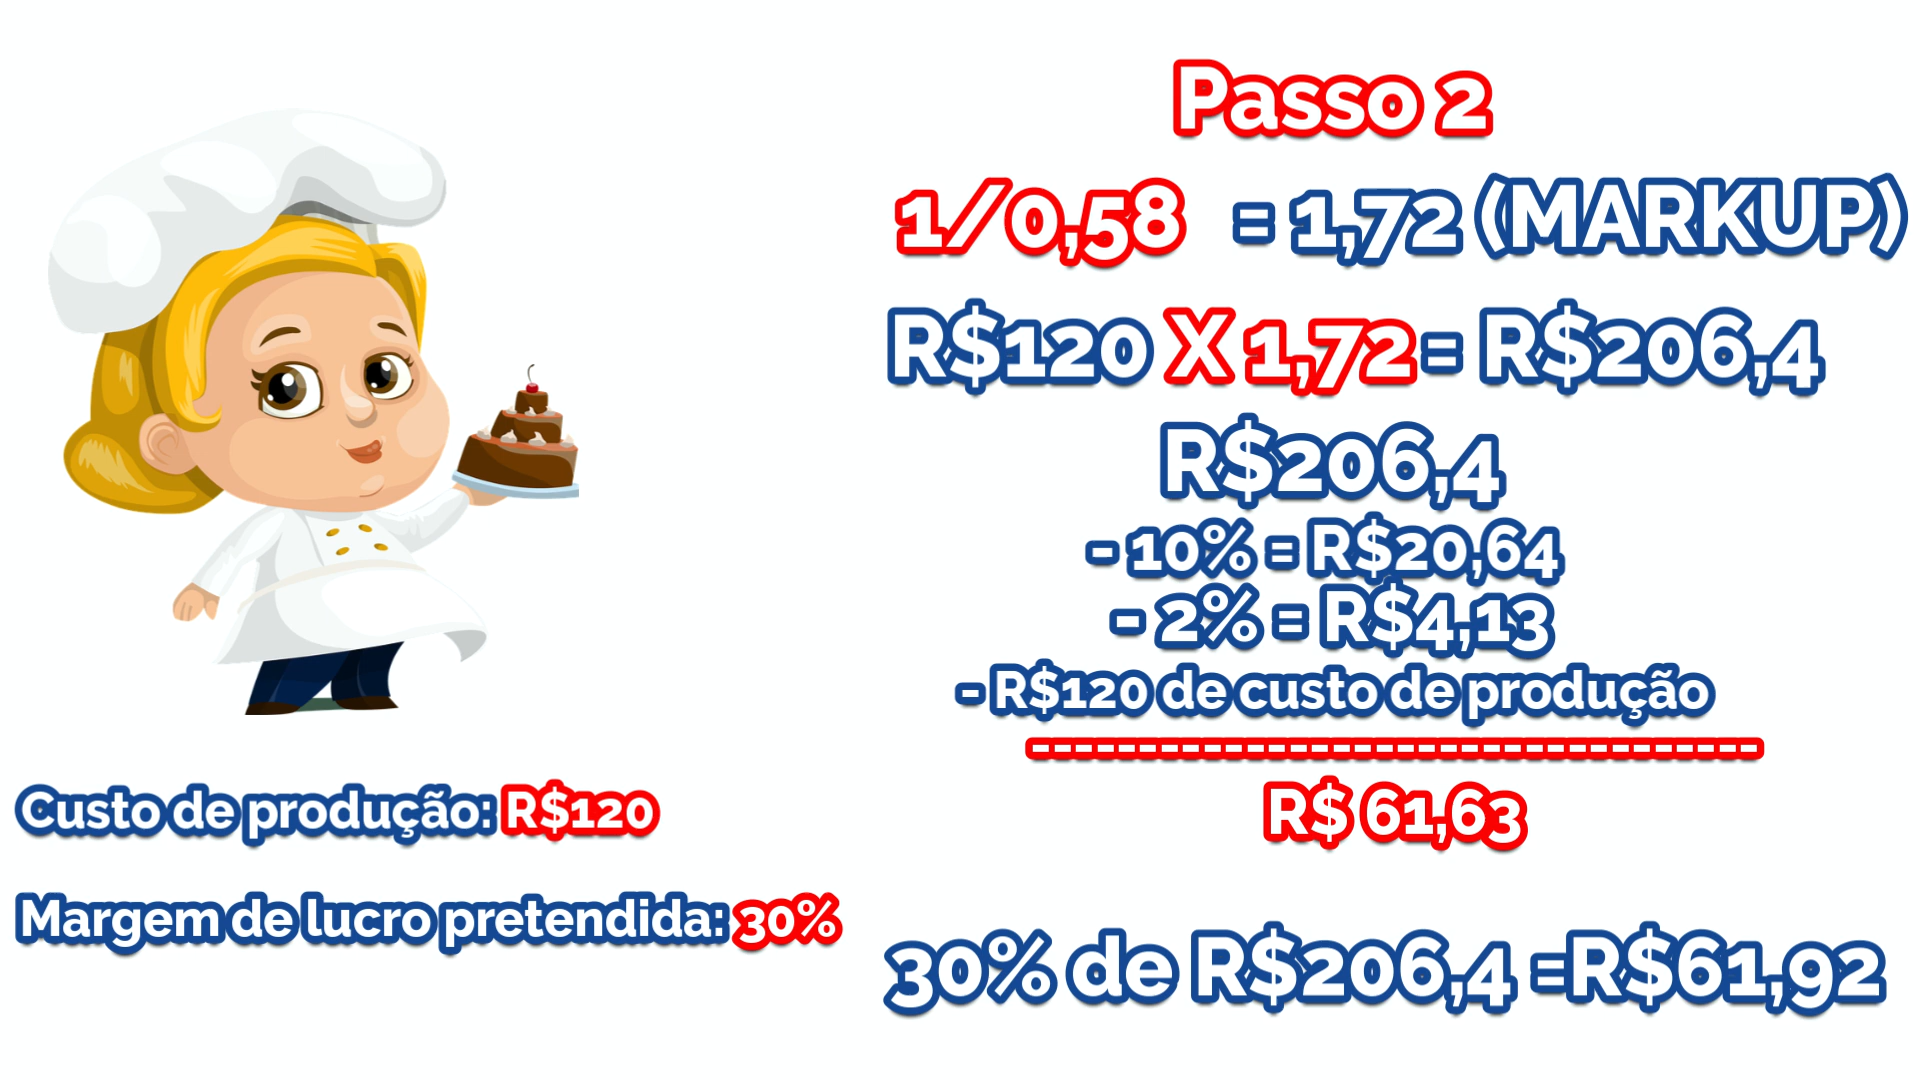 Passo 2
1/0,58 = 1,72 (MARKUP)
R$120 X 1,72 = R$206,4
R$206,4
- 10% = R$20,64
- 2% = R$4,13
- R$120 de custo de produção
--------------------------------
R$ 61,63
30% de R$206,4 =R$61,92
Custo de produção: R$120
Margem de lucro pretendida: 30%